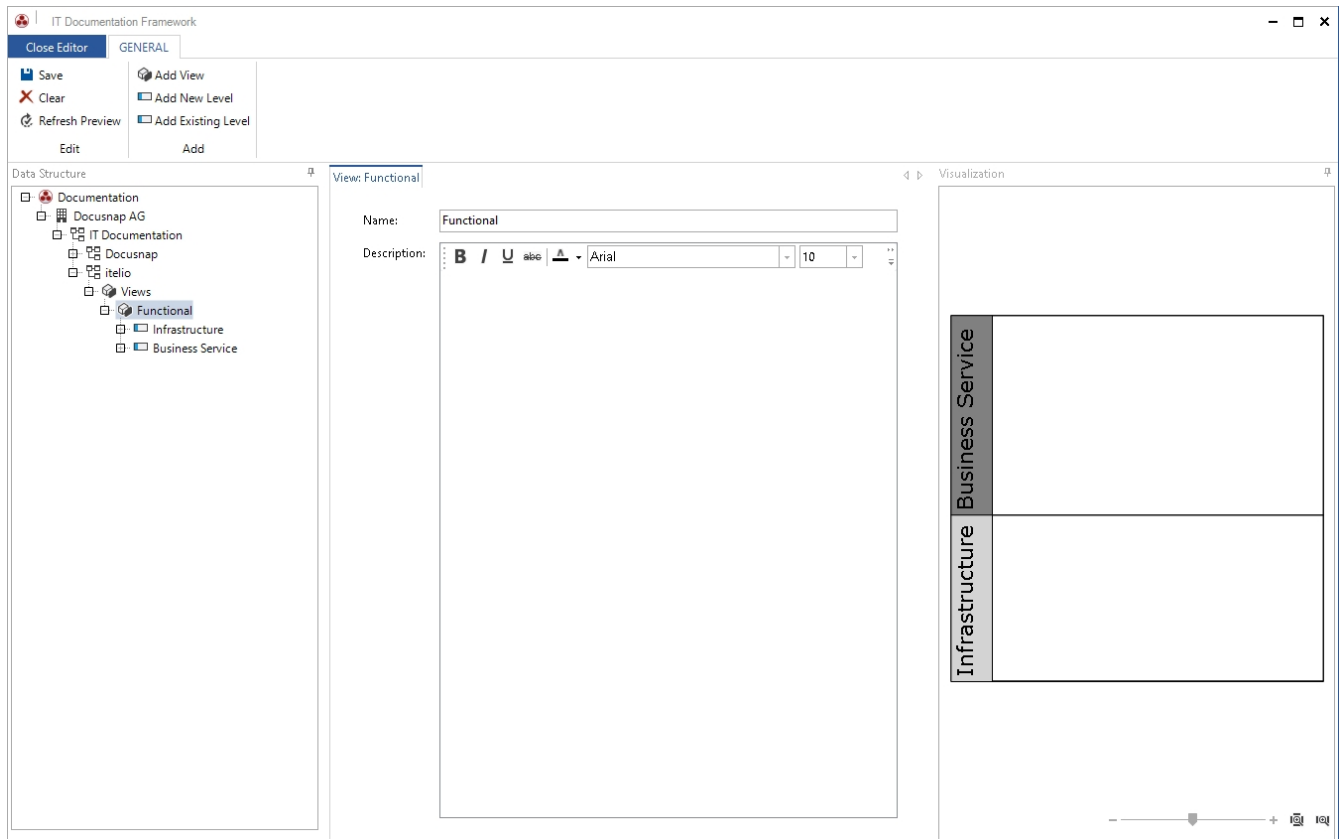 IT Documentation Framework
Close Editor GENERAL
Save Add View
Clear Add New Level
Refresh Preview Add Existing Level
Edit Add
Data Structure
Documentation
Docusnap AG
IT Documentation
Docusnap
itelio
Views
Functional
Infrastructure
Business Service
View: Functional
Name: Functional
Description: B I U abc A Arial 10
Visualization
Business Service
Infrastructure